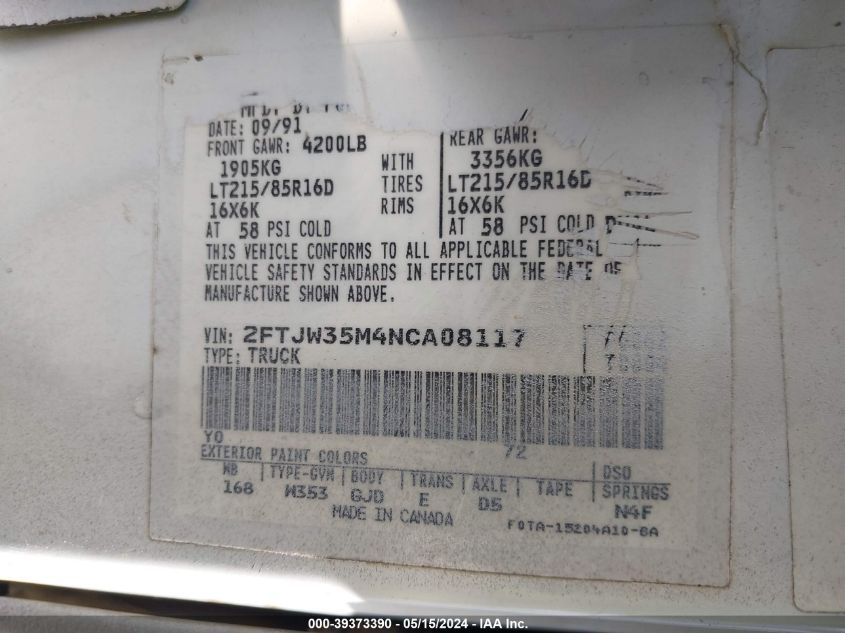 DATE: 09/91
FRONT GAWR: 4200LB REAR GAWR:
1905KG WITH 3356KG
LT215/85R16D TIRES LT215/85R16D
16X6K RIMS 16X6K
AT 58 PSI COLD AT 58 PSI COLD
THIS VEHICLE CONFORMS TO ALL APPLICABLE FEDERAL
VEHICLE SAFETY STANDARDS IN EFFECT ON THE DATE OF
MANUFACTURE SHOWN ABOVE.
VIN: 2FTJW35M4NCA08117
TYPE: TRUCK
YO
EXTERIOR PAINT COLORS /2
WB TYPE-GVW BODY TRANS AXLE TAPE DSO
SPRINGS
168 W353 GJD E D5 N4F
MADE IN CANADA
F0TA-15204A10-BA
000-39373390 - 05/15/2024 - IAA Inc.